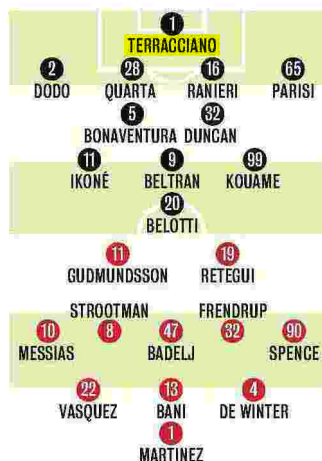 1
TERRACCIANO
2 28 16 65
DODO QUARTA RANIERI PARISI
5 32
BONAVENTURA DUNCAN
11 9 99
IKONÉ BELTRAN KOUAME
20
BELOTTI
11 19
GUDMUNDSSON RETEGUI
STROOTMAN FRENDRUP
10 8 47 32 90
MESSIAS BADELJ SPENCE
22 13 4
VASQUEZ BANI DE WINTER
1
MARTINEZ